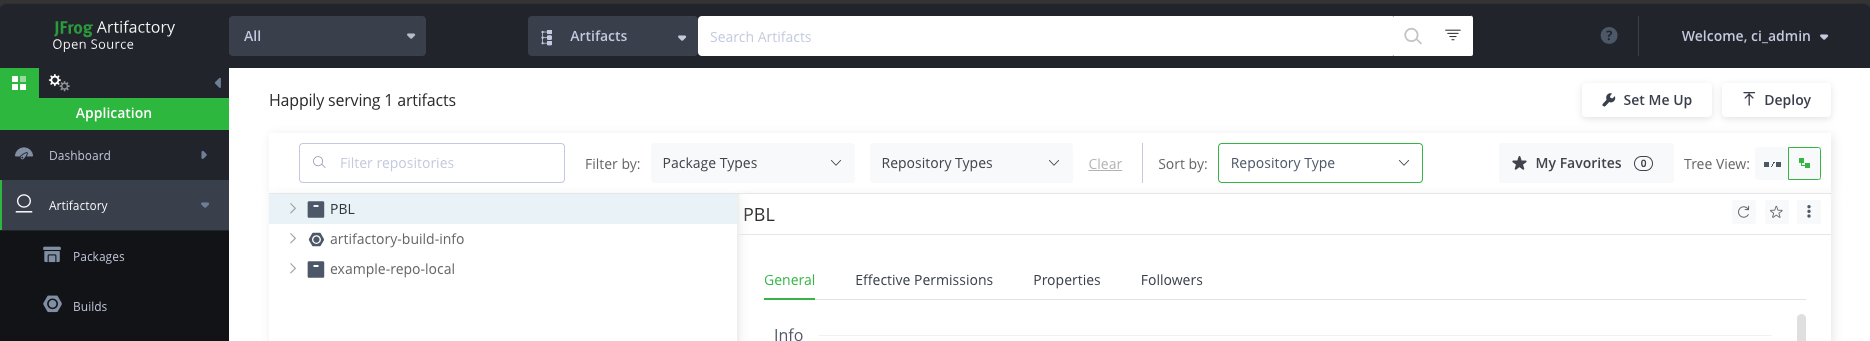 JFrog Artifactory
Open Source
All
Artifacts
Search Artifacts
?
Welcome, ci_admin
Application
Dashboard
Artifactory
Packages
Builds
Happily serving 1 artifacts
Set Me Up
Deploy
Filter repositories
Filter by:
Package Types
Repository Types
Clear
Sort by:
Repository Type
My Favorites 0
Tree View:
PBL
artifactory-build-info
example-repo-local
PBL
General
Effective Permissions
Properties
Followers
Info